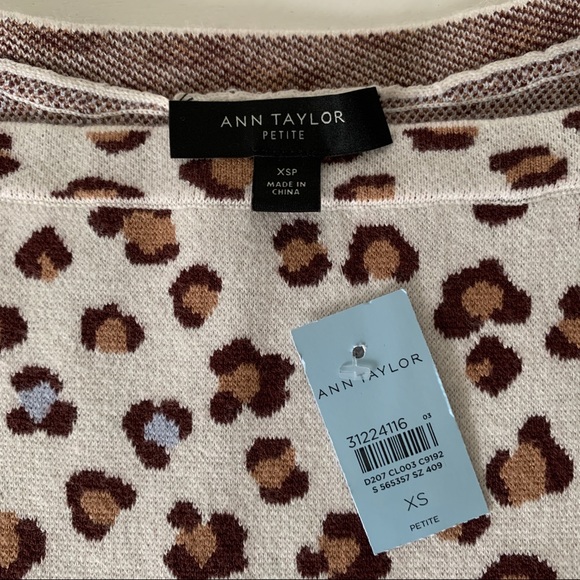 ANN TAYLOR
PETITE
XSP
MADE IN
CHINA
ANN TAYLOR
03
31224116
D207 CL003 C9192
S 565357 SZ 409
XS
PETITE